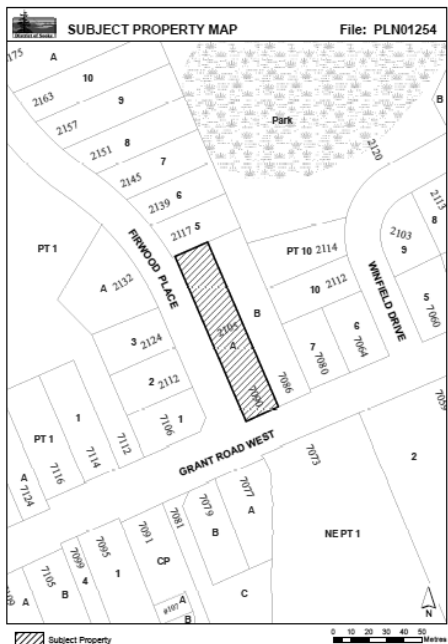 District of Sooke
SUBJECT PROPERTY MAP File: PLN01254
2175
A
10
2163
9
2157
8
2151
7
2145
6
2139
5
2117
Park
B
2120
PT 1
FIRWOOD PLACE
A 2132
PT 10 2114
10 2112
WINFIELD DRIVE
2103
9
2113
8
5
7060
B
2105
A
7090
7086
7
7080
6
7064
3 2124
2 2112
1
7106
7112
1
7114
PT 1
7116
A
7124
GRANT ROAD WEST
7073
2
NE PT 1
7077
A
7079
B
7081
CP
7091
1
7095
4
7099
B
7105
A
7109
C
A
#107
B
N
Subject Property
0 10 20 30 40 50
Metres